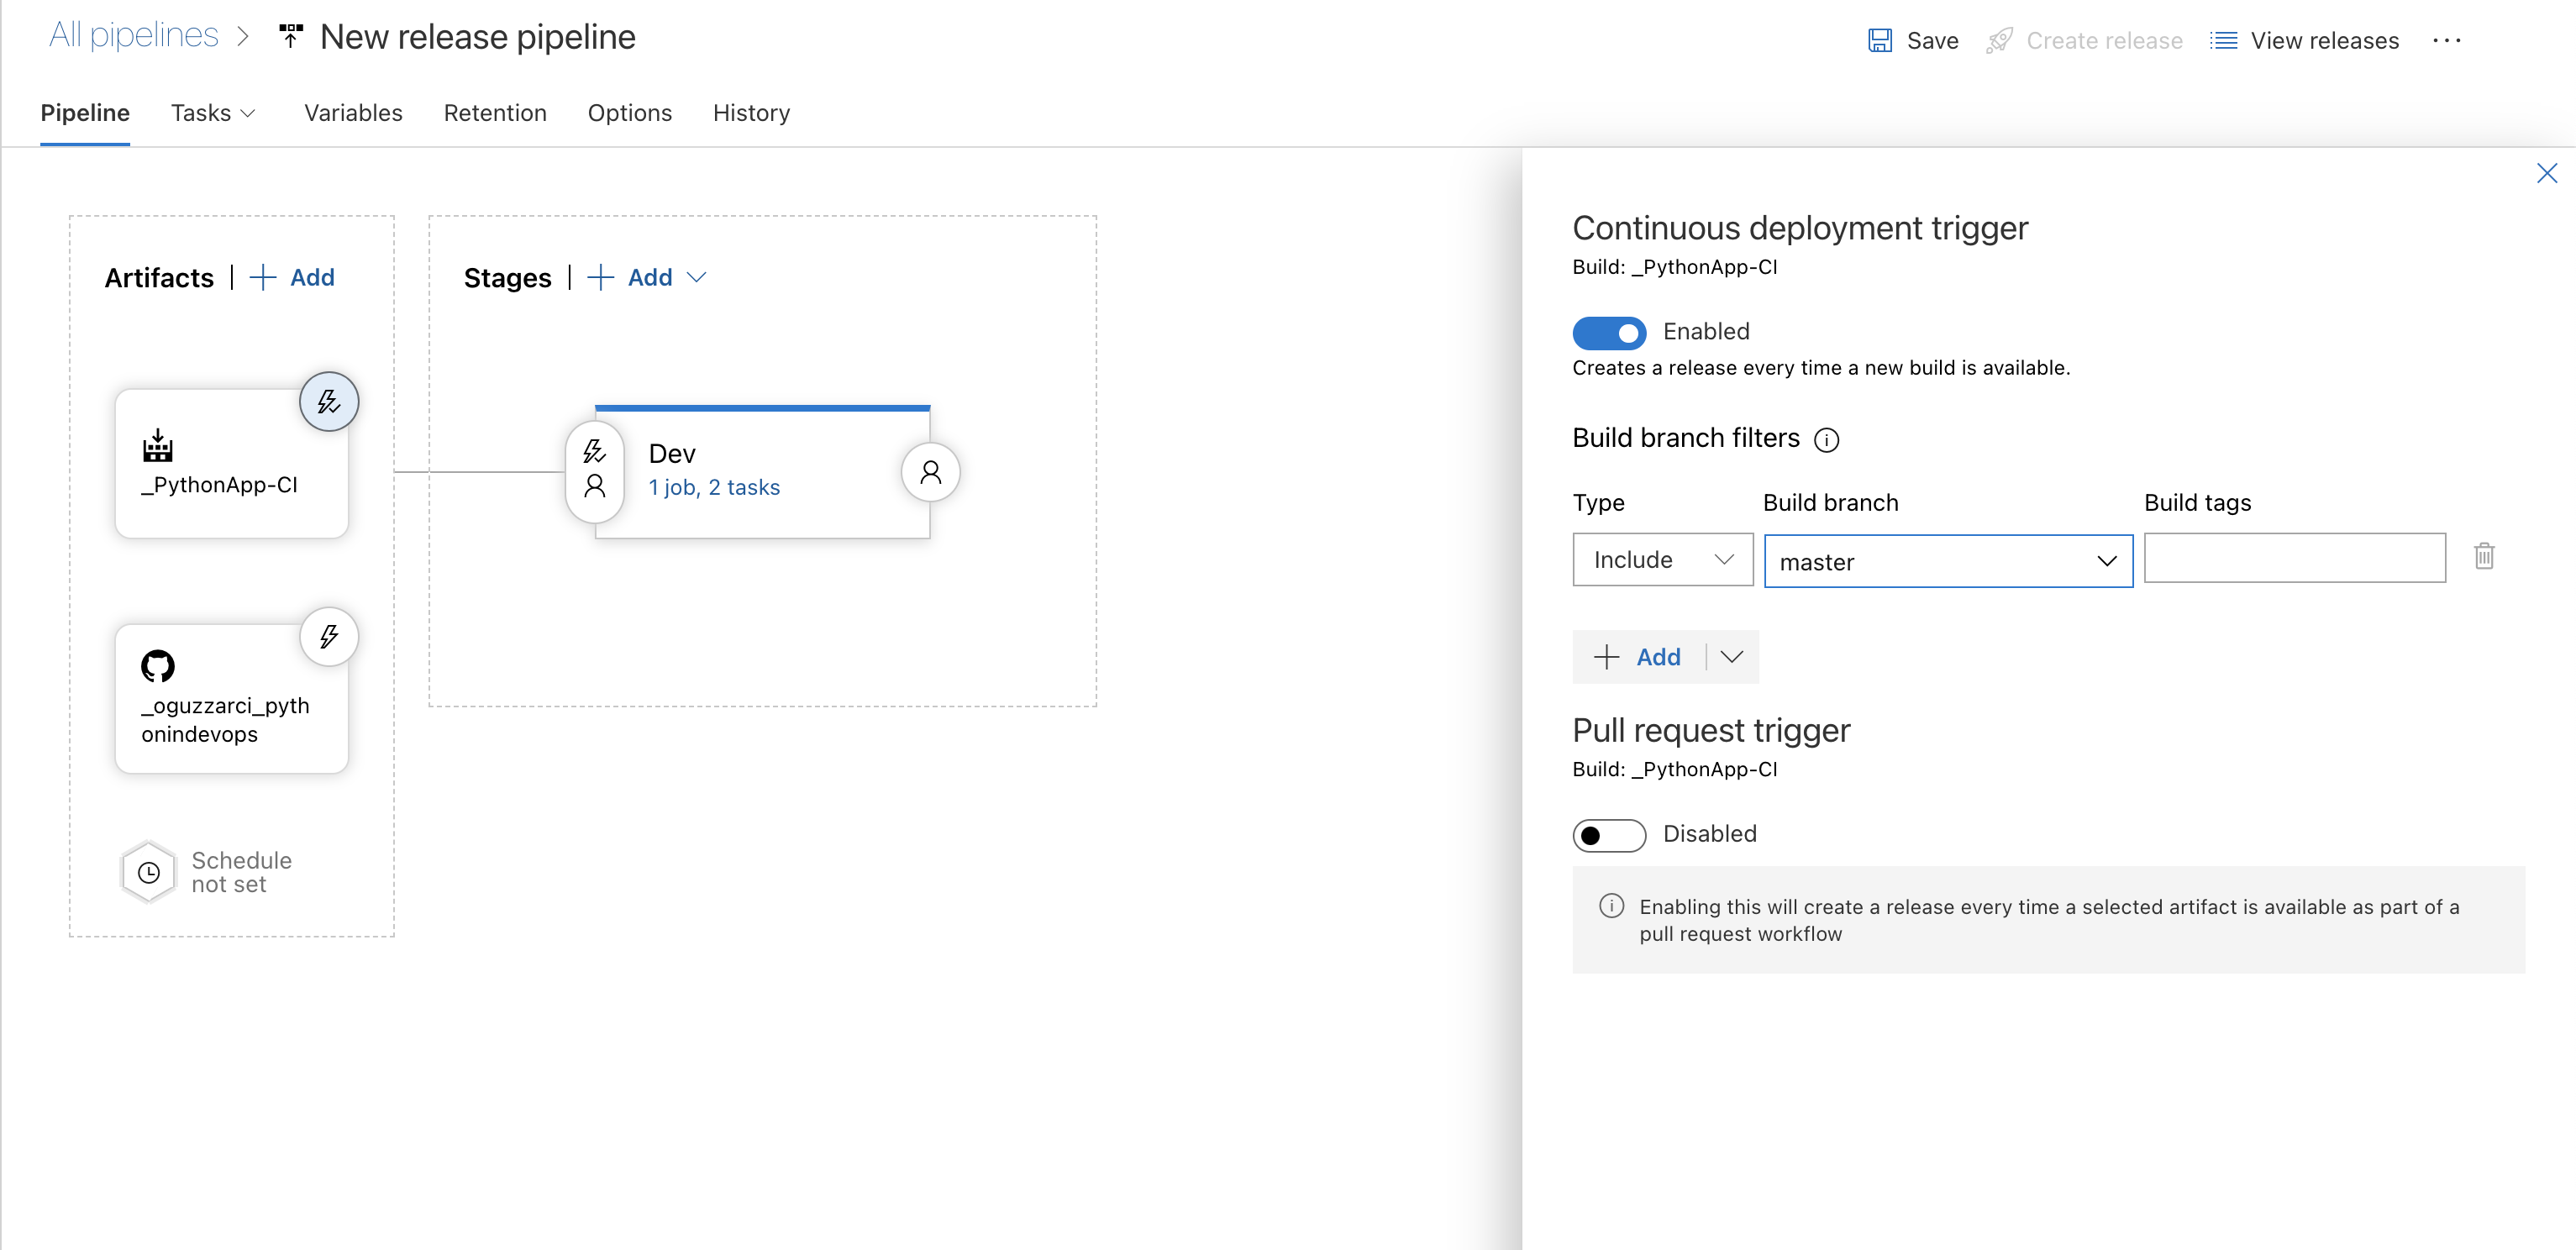 All pipelines
New release pipeline
Save
Create release
View releases
Pipeline
Tasks
Variables
Retention
Options
History
Artifacts | Add
Stages | Add
_PythonApp-CI
_oguzzarci_pyth
onindevops
Schedule
not set
Dev
1 job, 2 tasks
Continuous deployment trigger
Build: _PythonApp-CI
Enabled
Creates a release every time a new build is available.
Build branch filters
Type Build branch Build tags
Include master
Add
Pull request trigger
Build: _PythonApp-CI
Disabled
Enabling this will create a release every time a selected artifact is available as part of a
pull request workflow